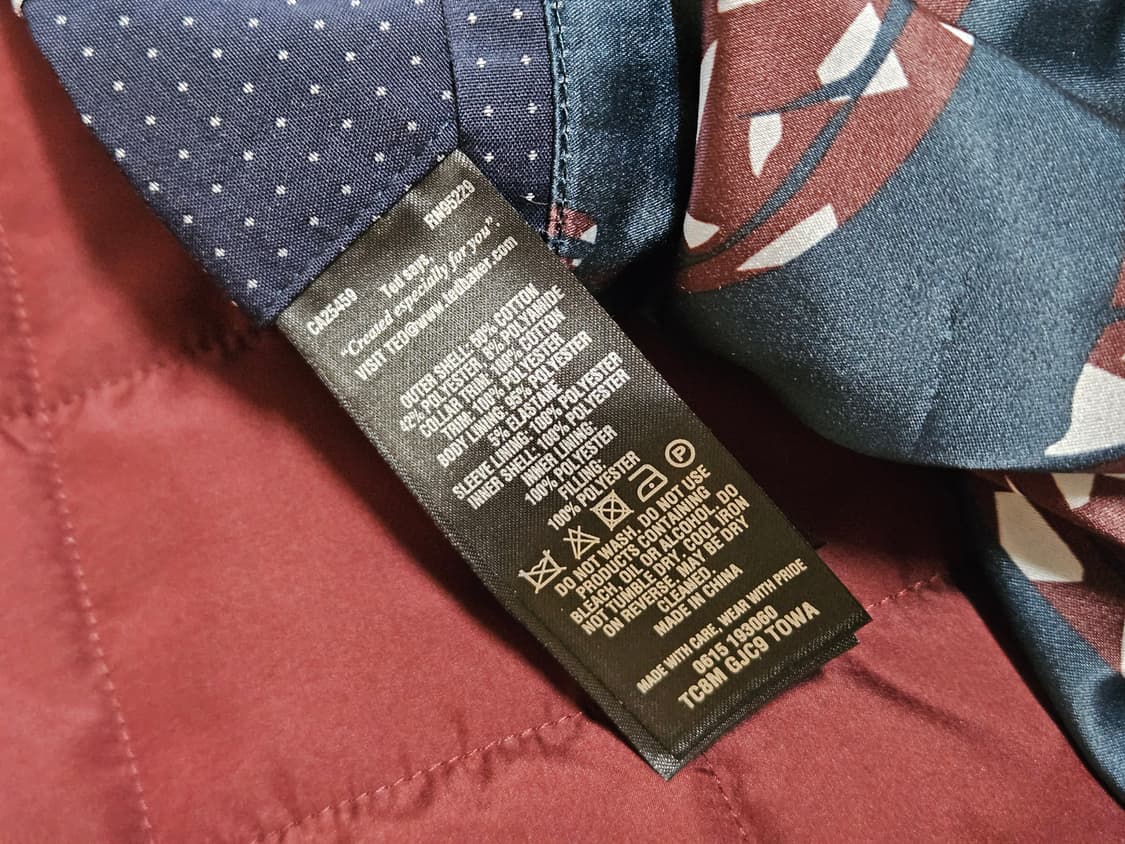 CA25459 RN95229
Ted says
“Created especially for you”.
VISIT TED@www.tedbaker.com
OUTER SHELL: 50% COTTON
42% POLYESTER, 8% POLYAMIDE
COLLAR TRIM: 100% COTTON
TRIM: 100% POLYESTER
BODY LINING 95% POLYESTER
5% ELASTANE
SLEEVE LINING: 100% POLYESTER
INNER SHELL: 100% POLYESTER
INNER LINING:
100% POLYESTER
FILLING:
100% POLYESTER
P
DO NOT WASH. DO NOT USE
PRODUCTS CONTAINING
BLEACH, OIL OR ALCOHOL. DO
NOT TUMBLE DRY. COOL IRON
ON REVERSE. MAY BE DRY
CLEANED.
MADE IN CHINA
MADE WITH CARE, WEAR WITH PRIDE
0615 193060
TC8M GJC9 TOWA